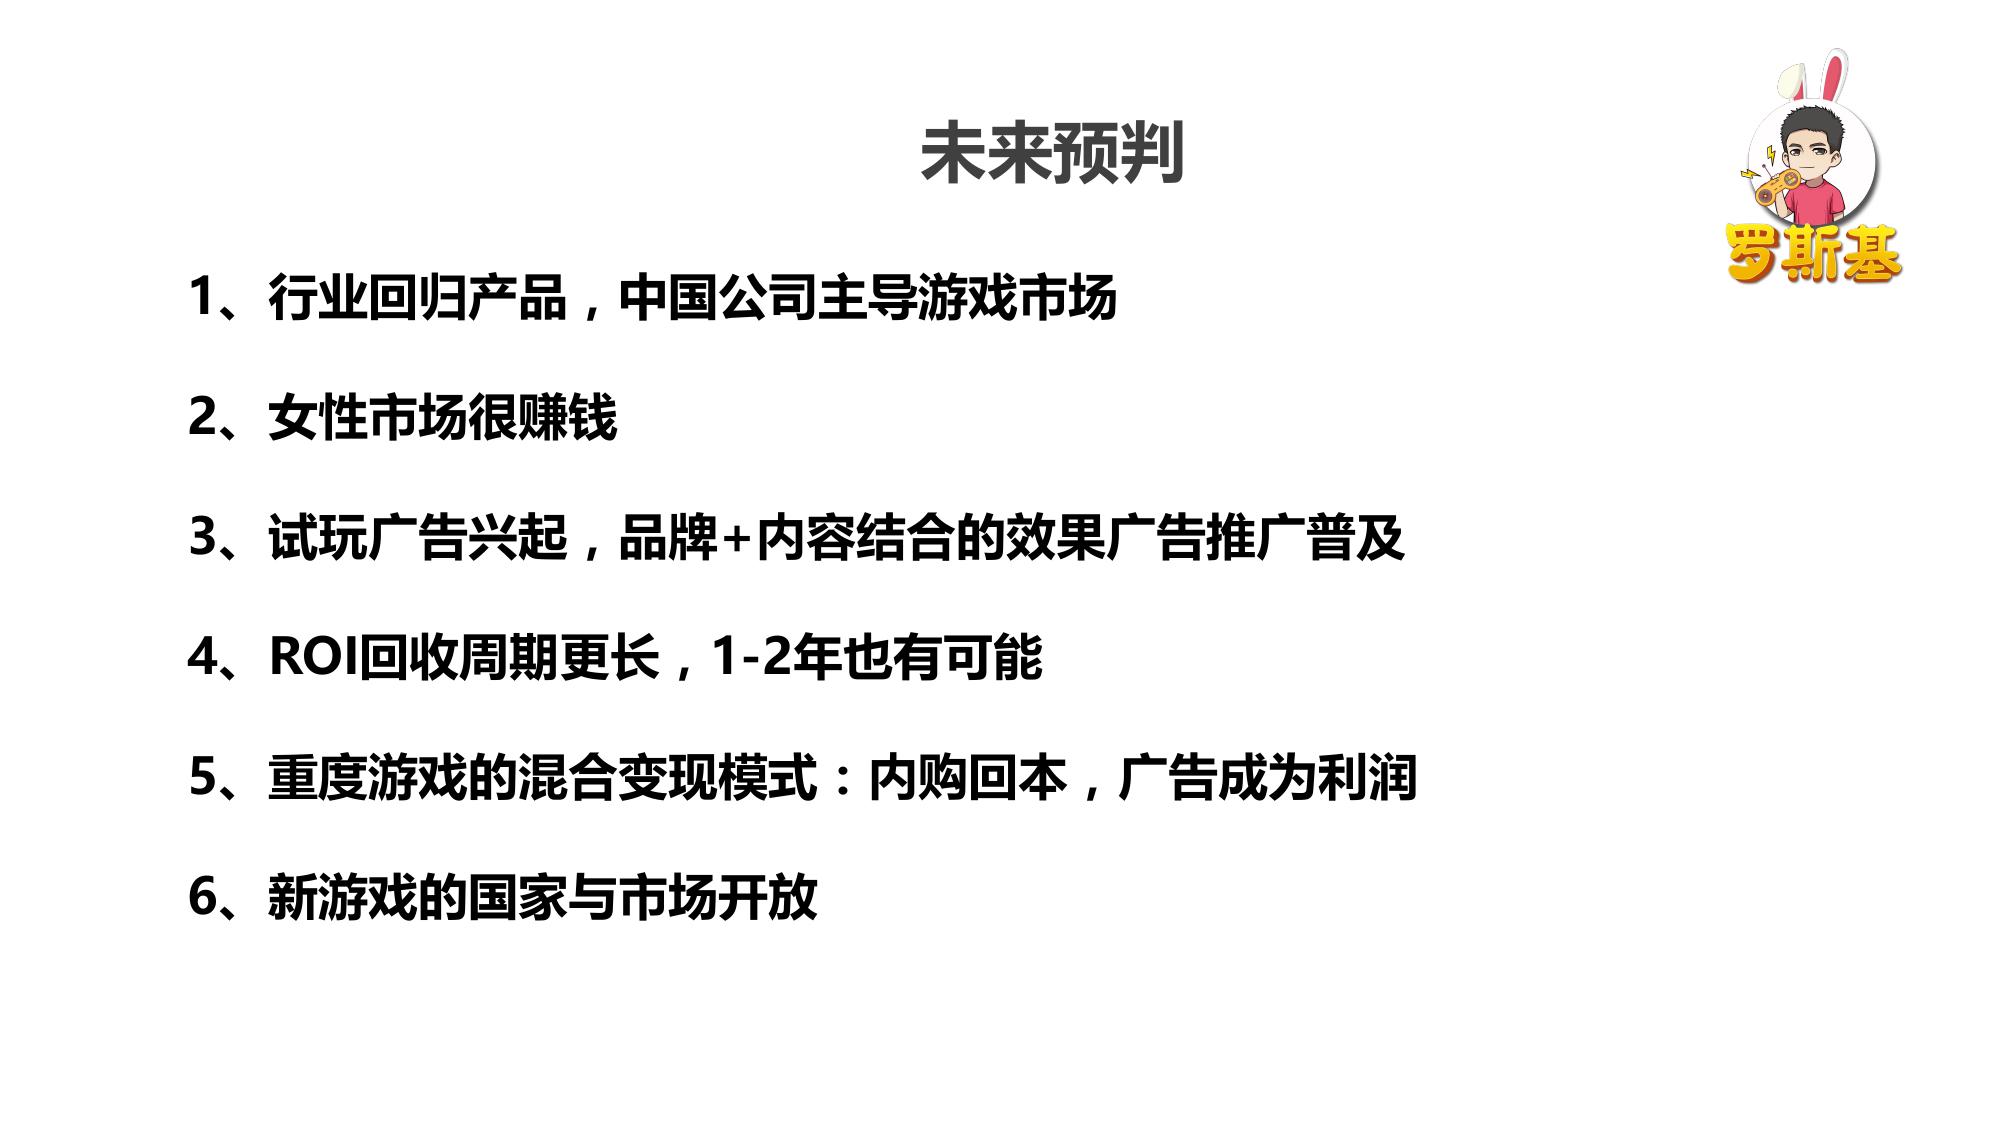 未来预判
罗斯基
1、行业回归产品，中国公司主导游戏市场
2、女性市场很赚钱
3、试玩广告兴起，品牌+内容结合的效果广告推广普及
4、ROI回收周期更长，1-2年也有可能
5、重度游戏的混合变现模式：内购回本，广告成为利润
6、新游戏的国家与市场开放